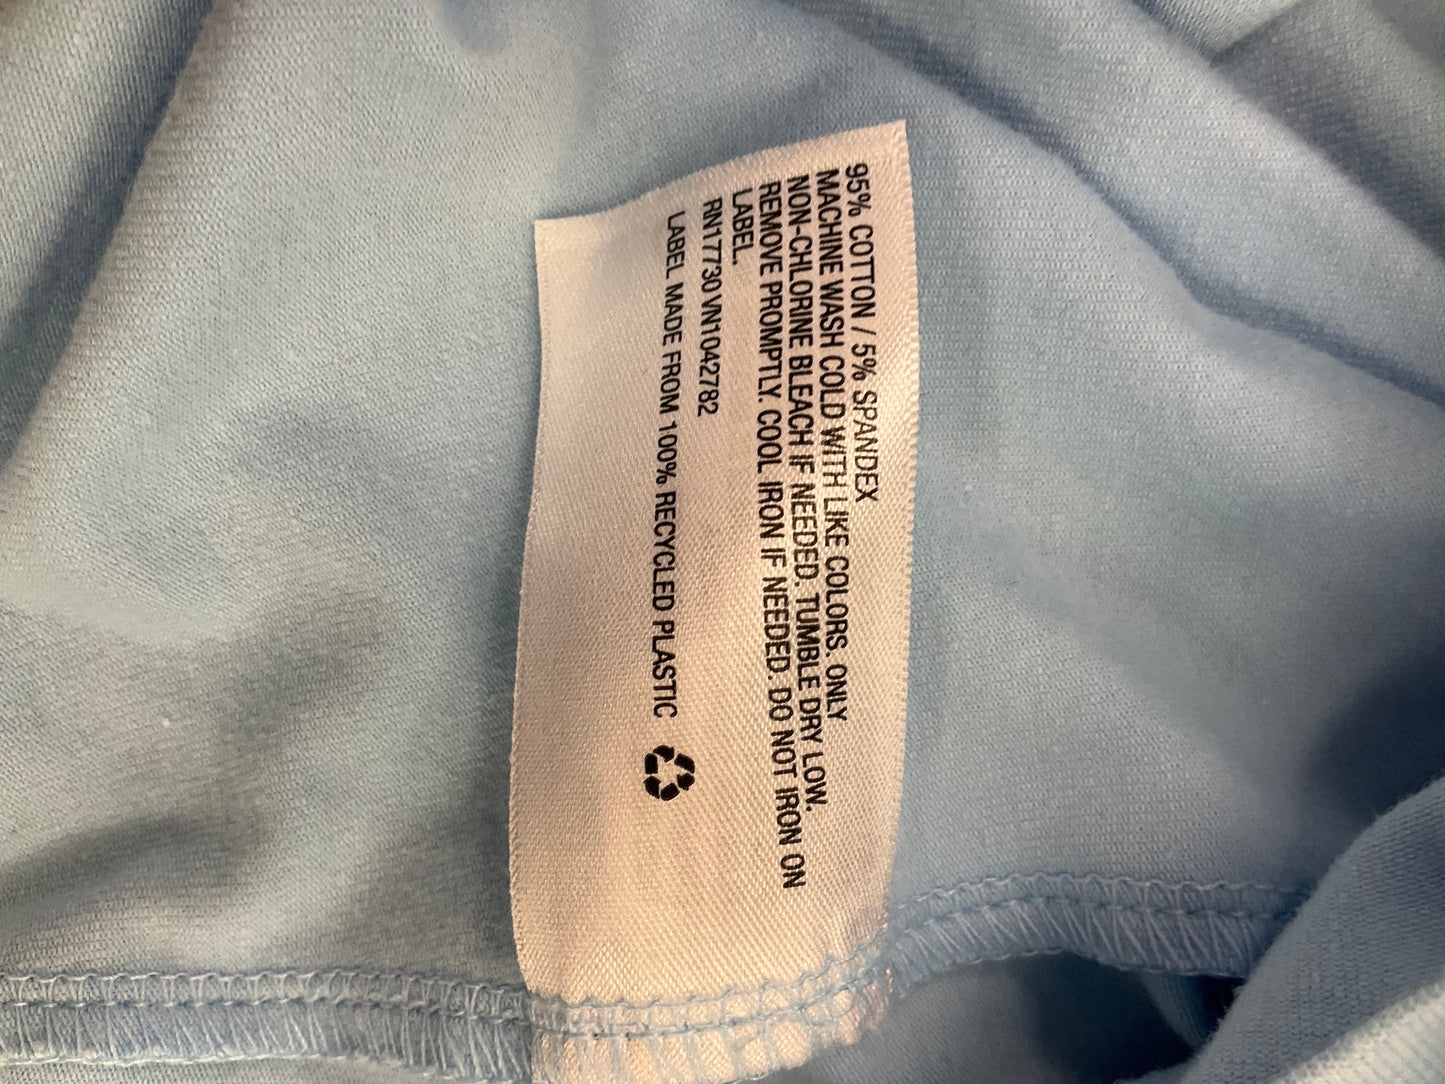 95% COTTON / 5% SPANDEX
MACHINE WASH COLD WITH LIKE COLORS. ONLY
NON-CHLORINE BLEACH IF NEEDED. TUMBLE DRY LOW.
REMOVE PROMPTLY. COOL IRON IF NEEDED. DO NOT IRON ON
LABEL.
RN17730 VN1042782
LABEL MADE FROM 100% RECYCLED PLASTIC